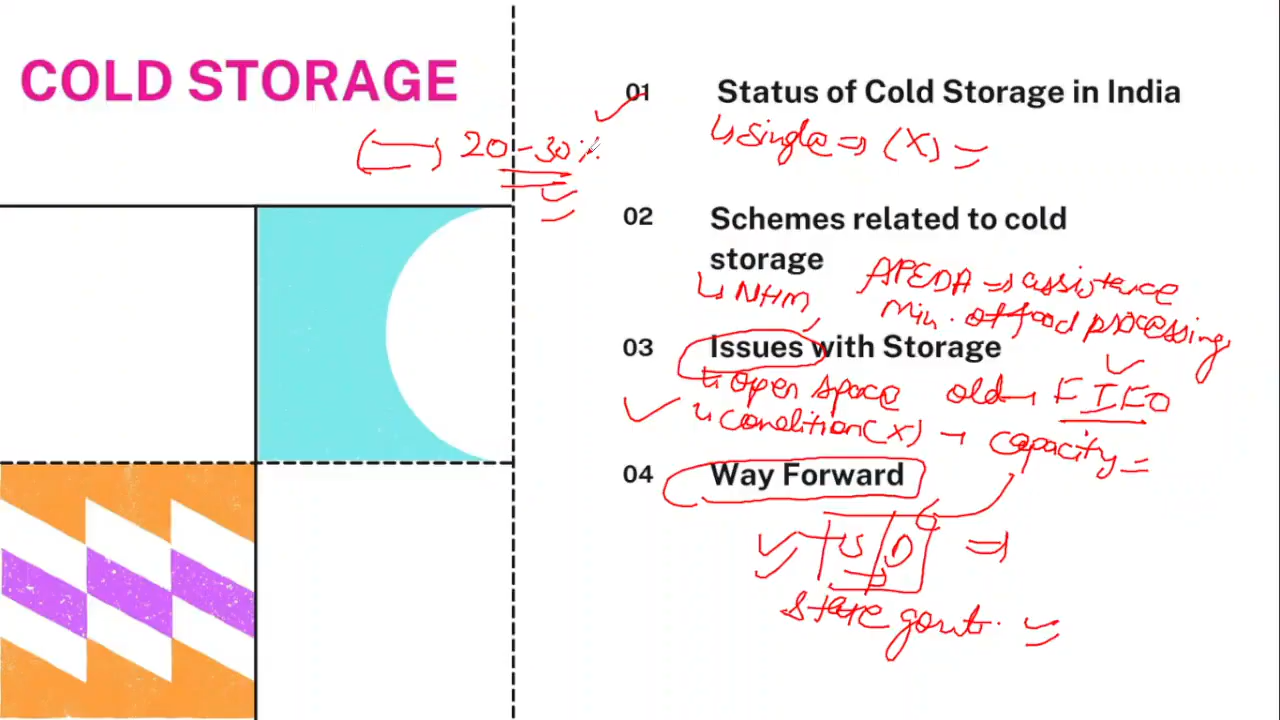 COLD STORAGE
20-30%
01 Status of Cold Storage in India
↳ single ⇒ (X) =
02 Schemes related to cold
storage
↳ NHM, APEDA ⇒ assistence
Min. of food processing
03 Issues with Storage
↳ open space old → FIFO
↳ condition (X) → capacity =
04 Way Forward
D ⇒
state govt.